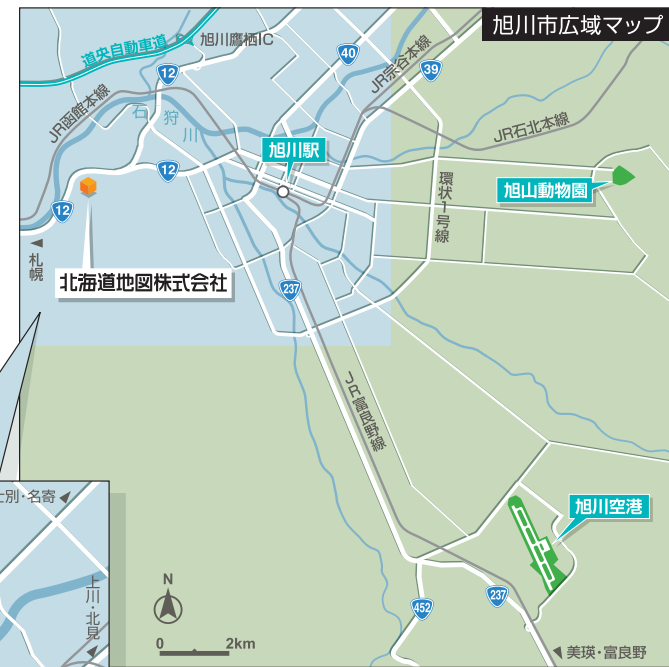 旭川市広域マップ
道央自動車道
旭川鷹栖IC
12
40
JR宗谷本線
39
JR函館本線
石狩川
JR石北本線
旭川駅
12
環状1号線
旭山動物園
12
札幌
北海道地図株式会社
237
JR富良野線
別・名寄
旭川空港
上川・北見
N
452
237
0 2km
美瑛・富良野